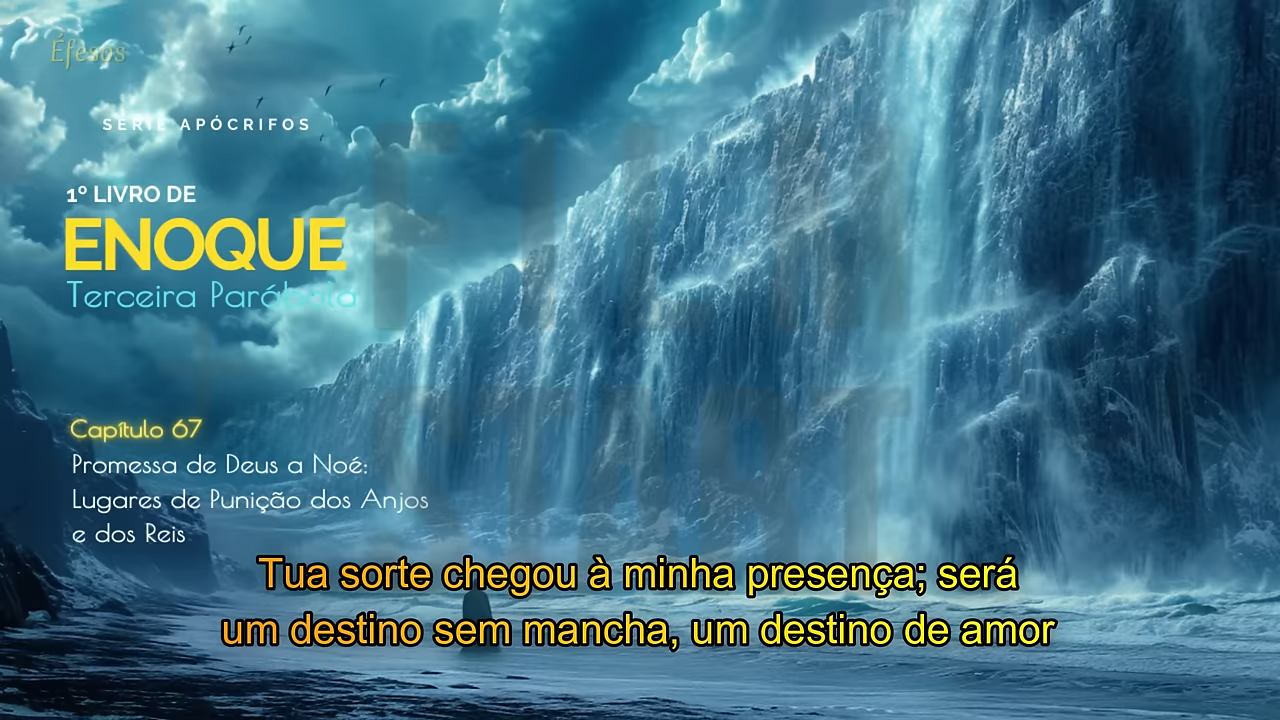 Éfesos
SÉRIE APÓCRIFOS
1º LIVRO DE
ENOQUE
Terceira Parábola
Capítulo 67
Promessa de Deus a Noé:
Lugares de Punição dos Anjos
e dos Reis
Tua sorte chegou à minha presença; será
um destino sem mancha, um destino de amor